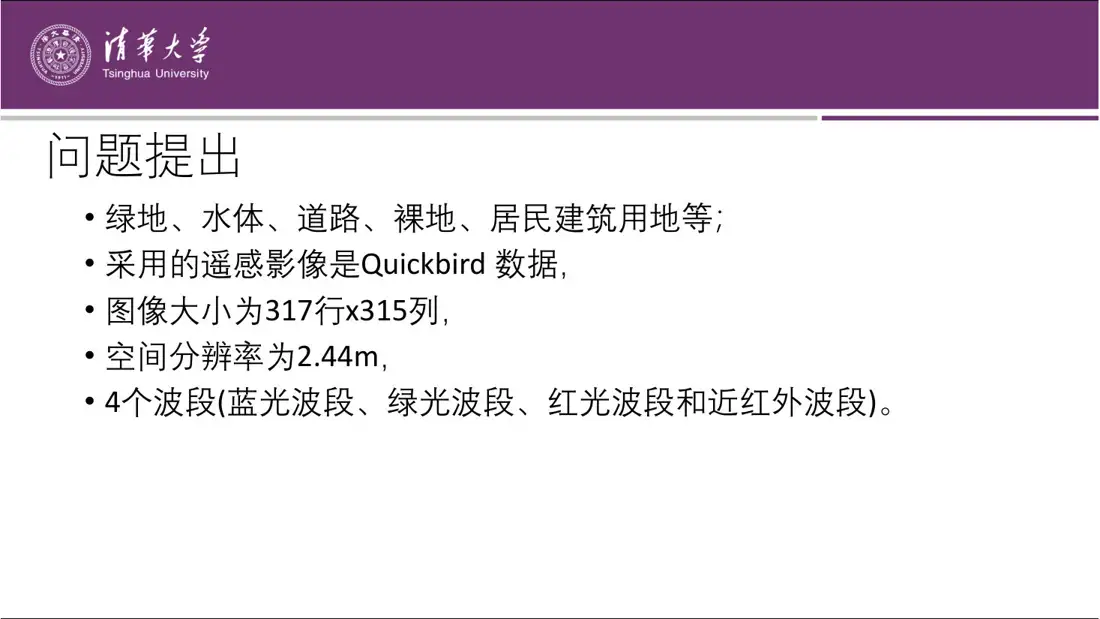 清华大学
Tsinghua University
问题提出
• 绿地、水体、道路、裸地、居民建筑用地等；
• 采用的遥感影像是Quickbird 数据，
• 图像大小为317行x315列，
• 空间分辨率为2.44m，
• 4个波段(蓝光波段、绿光波段、红光波段和近红外波段)。